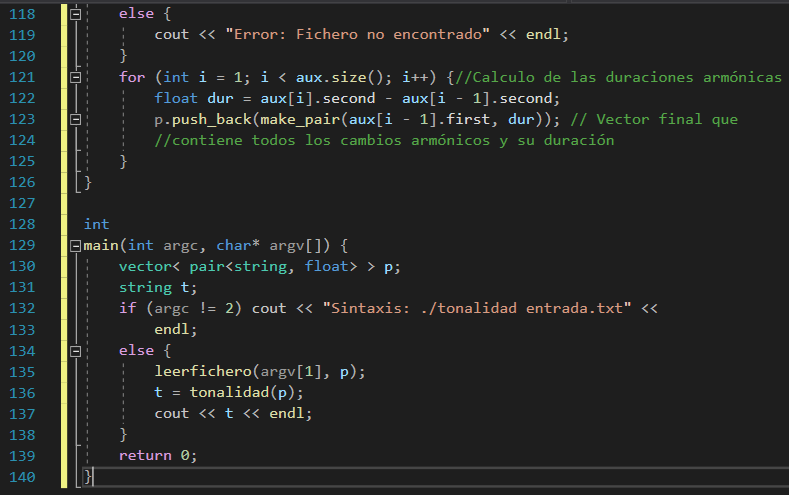 118 else {
119 cout << "Error: Fichero no encontrado" << endl;
120 }
121 for (int i = 1; i < aux.size(); i++) {//Calculo de las duraciones armónicas
122 float dur = aux[i].second - aux[i - 1].second;
123 p.push_back(make_pair(aux[i - 1].first, dur)); // Vector final que
124 //contiene todos los cambios armónicos y su duración
125 }
126 }
127
128 int
129 main(int argc, char* argv[]) {
130 vector< pair<string, float> > p;
131 string t;
132 if (argc != 2) cout << "Sintaxis: ./tonalidad entrada.txt" <<
133 endl;
134 else {
135 leerfichero(argv[1], p);
136 t = tonalidad(p);
137 cout << t << endl;
138 }
139 return 0;
140 }